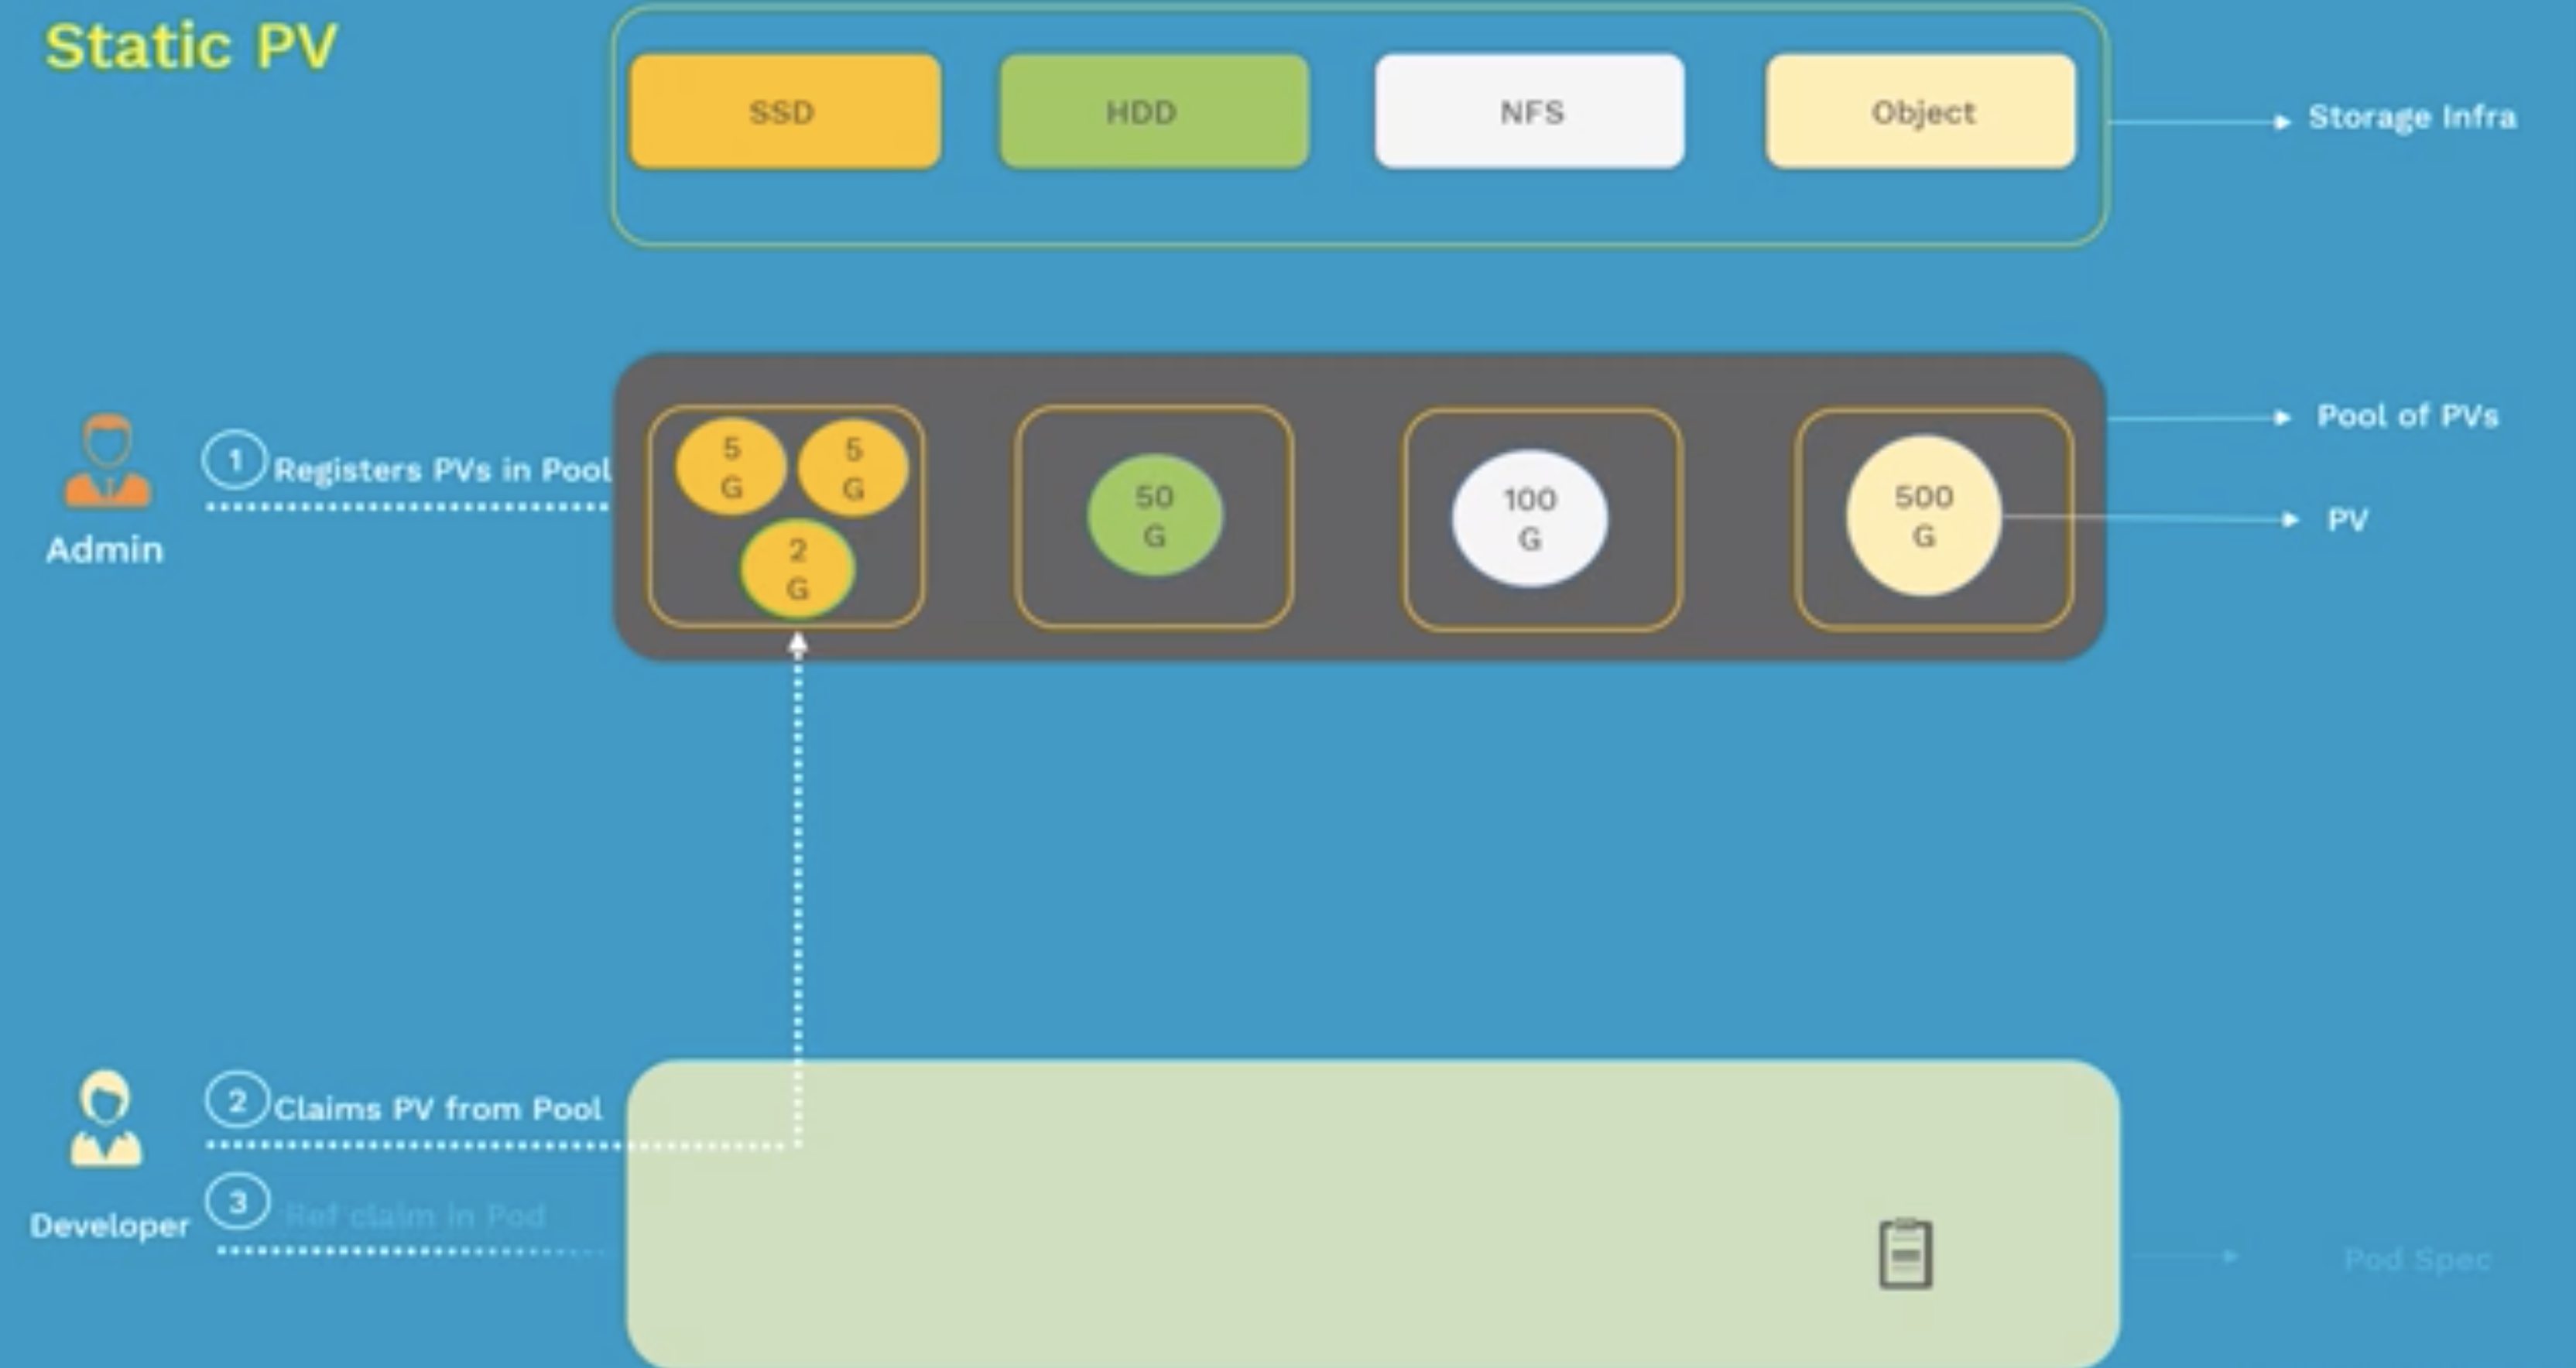 Static PV
SSD
HDD
NFS
Object
Storage Infra
1
Registers PVs in Pool
Admin
5
G
5
G
2
G
50
G
100
G
500
G
Pool of PVs
PV
2
Claims PV from Pool
3
Ref claim in Pod
Developer
Pod Spec